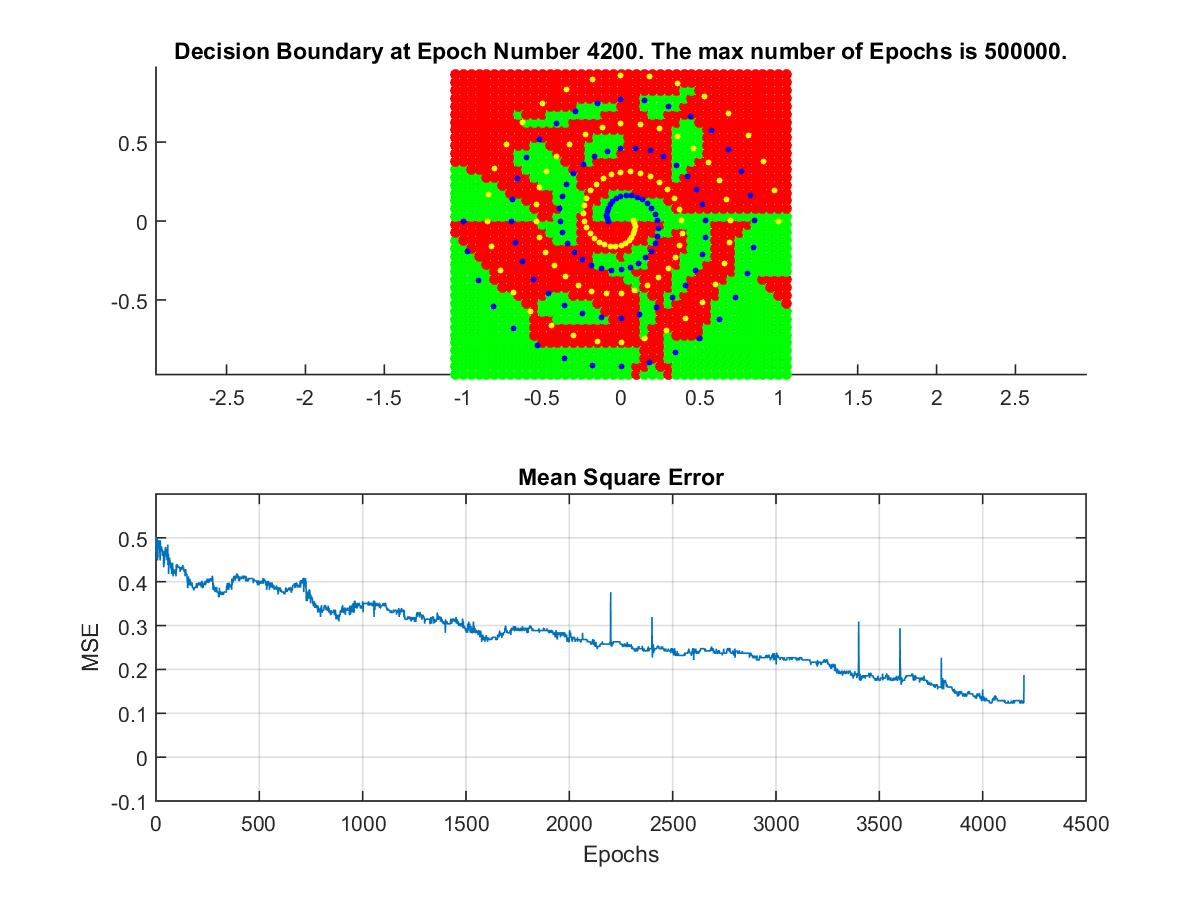 Decision Boundary at Epoch Number 4200. The max number of Epochs is 500000.
0.5
0
-0.5
-2.5 -2 -1.5 -1 -0.5 0 0.5 1 1.5 2 2.5
Mean Square Error
0.5
0.4
0.3
0.2
0.1
0
-0.1
MSE
0 500 1000 1500 2000 2500 3000 3500 4000 4500
Epochs